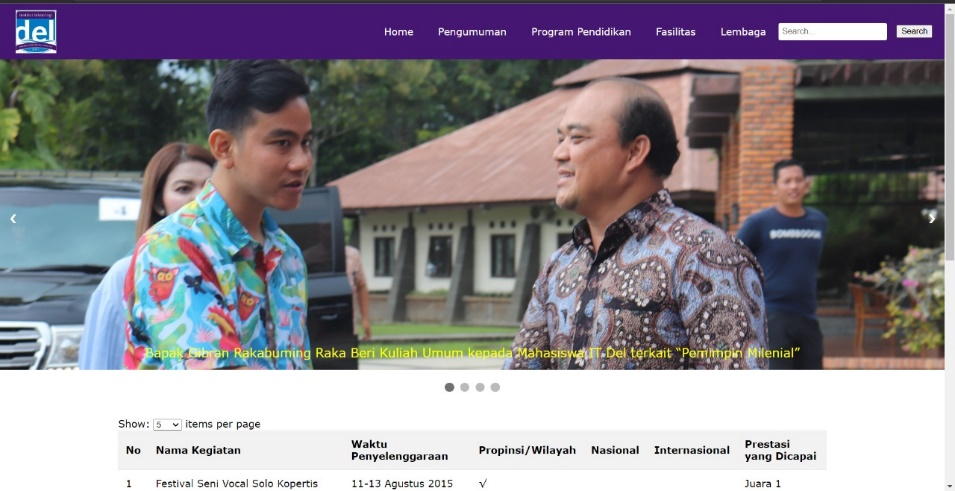 del
Home Pengumuman Program Pendidikan Fasilitas Lembaga Search... Search
Bapak Gibran Rakabuming Raka Beri Kuliah Umum kepada Mahasiswa IT Del terkait “Pemimpin Milenial”
Show: 5 items per page
No Nama Kegiatan Waktu Penyelenggaraan Propinsi/Wilayah Nasional Internasional Prestasi yang Dicapai
1 Festival Seni Vocal Solo Kopertis 11-13 Agustus 2015 √ Juara 1